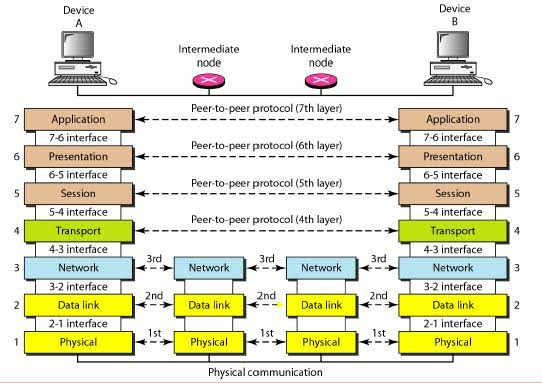 Device
A
Device
B
Intermediate
node
Intermediate
node
7 Application Peer-to-peer protocol (7th layer) Application 7
7-6 interface 7-6 interface
6 Presentation Peer-to-peer protocol (6th layer) Presentation 6
6-5 interface 6-5 interface
5 Session Peer-to-peer protocol (5th layer) Session 5
5-4 interface 5-4 interface
4 Transport Peer-to-peer protocol (4th layer) Transport 4
4-3 interface 4-3 interface
3 Network 3rd Network 3rd Network 3rd Network 3
3-2 interface 3-2 interface
2 Data link 2nd Data link 2nd Data link 2nd Data link 2
2-1 interface 2-1 interface
1 Physical 1st Physical 1st Physical 1st Physical 1
Physical communication